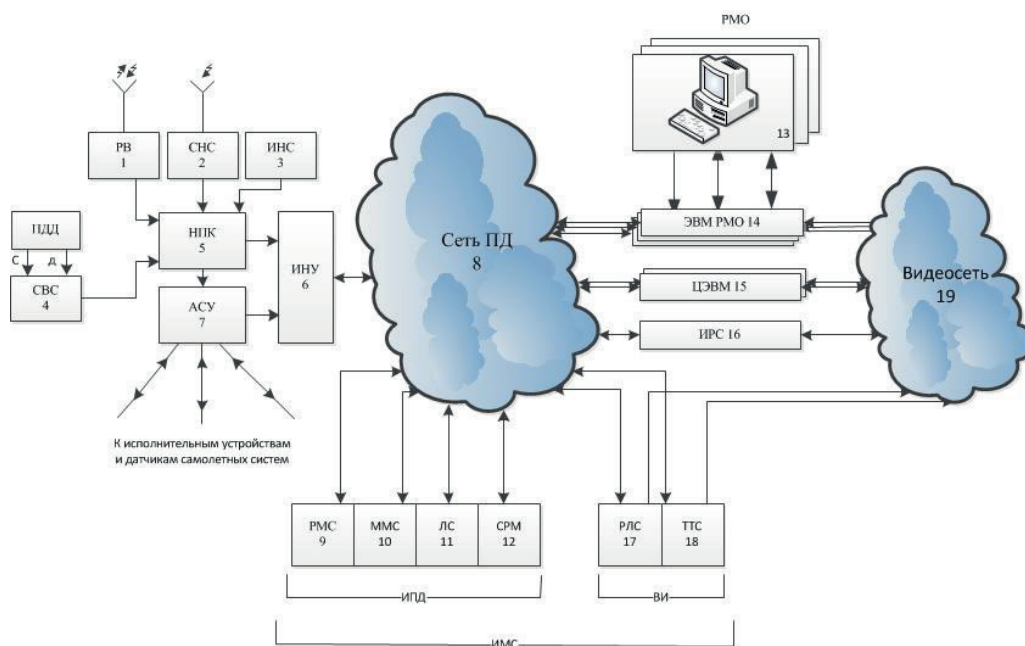 РМО
13
РВ
1
СНС
2
ИНС
3
ПДД
С
Д
СВС
4
НПК
5
АСУ
7
ИНУ
6
Сеть ПД
8
ЭВМ РМО 14
ЦЭВМ 15
ИРС 16
Видеосеть
19
К исполнительным устройствам
и датчикам самолетных систем
РМС
9
ММС
10
ЛС
11
СРМ
12
РЛС
17
ТТС
18
ИПД
ВИ
ИМС